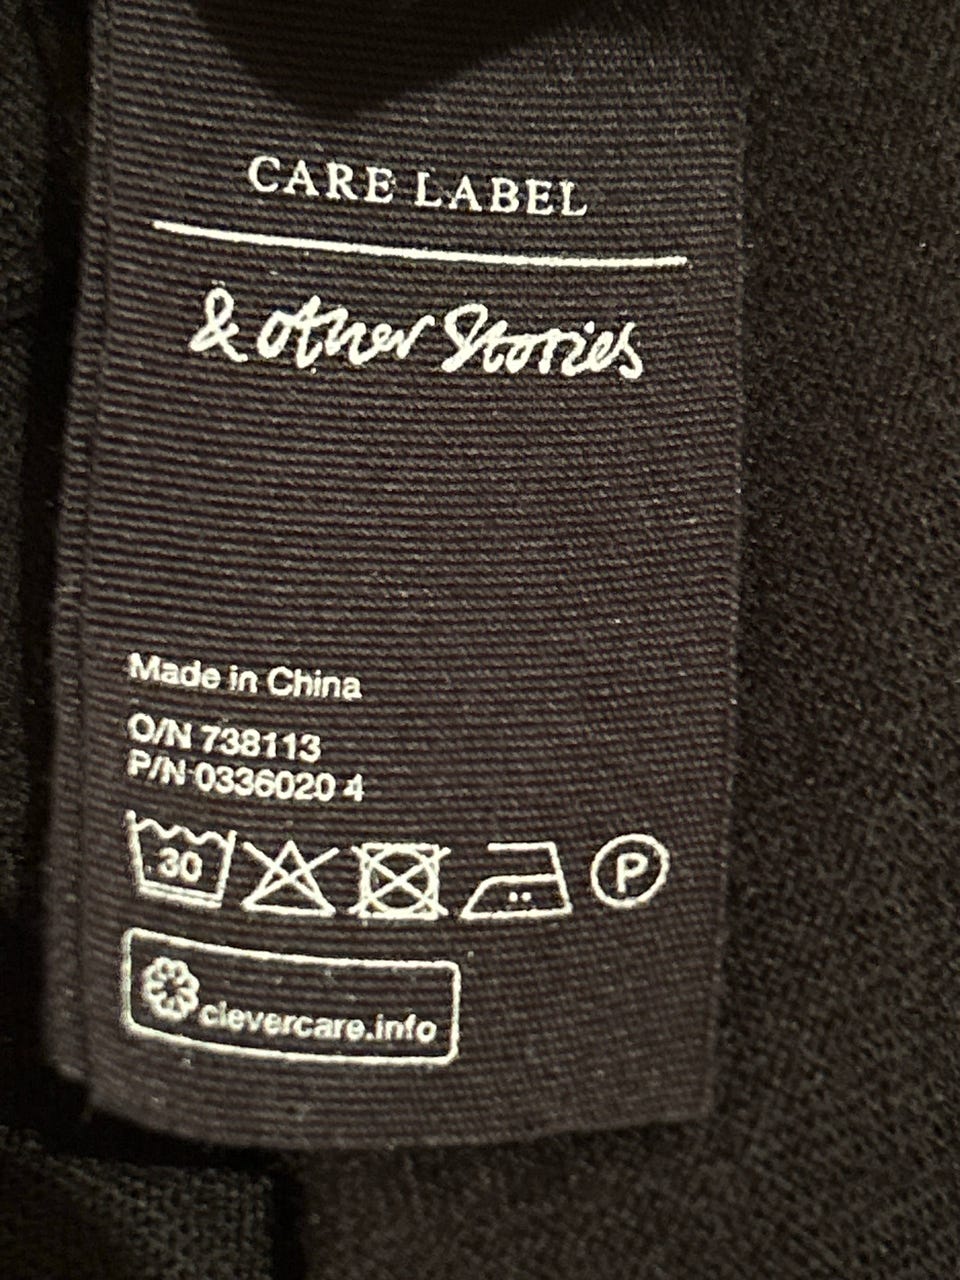 CARE LABEL
& other Stories
Made in China
O/N 738113
P/N 0336020 4
30 P
clevercare.info